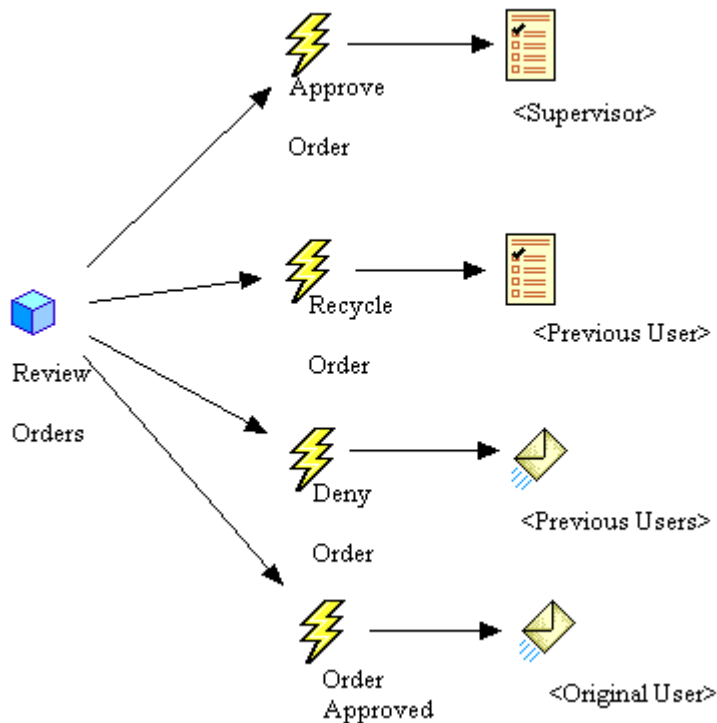 Approve
Order
<Supervisor>
Recycle
Order
<Previous User>
Review
Orders
Deny
Order
<Previous Users>
Order
Approved
<Original User>